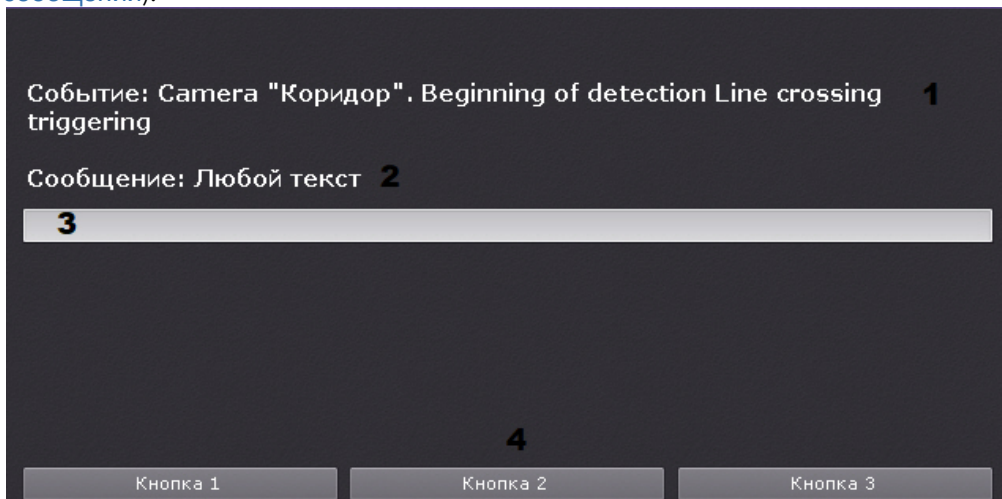 сообщений).
Событие: Camera "Коридор". Beginning of detection Line crossing 1
triggering
Сообщение: Любой текст 2
3
4
Кнопка 1 Кнопка 2 Кнопка 3